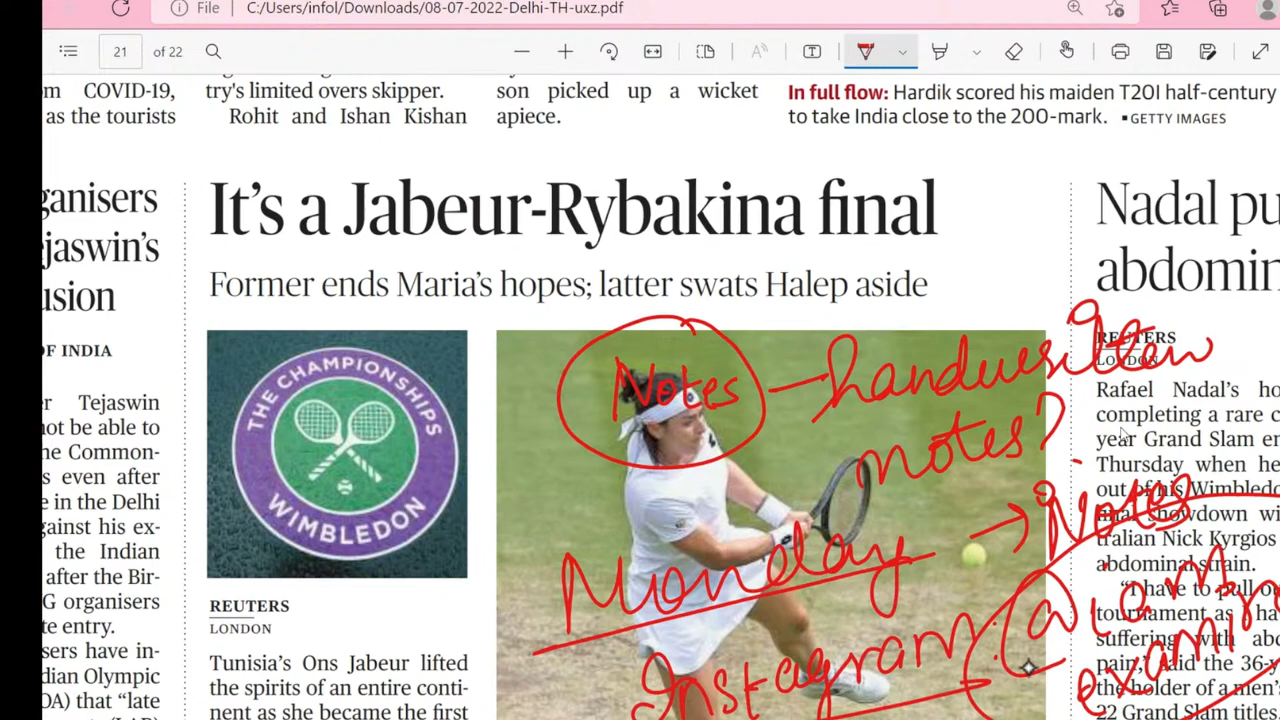 File C:/Users/infol/Downloads/08-07-2022-Delhi-TH-uxz.pdf
21 of 22
om COVID-19,
as the tourists
try's limited overs skipper.
Rohit and Ishan Kishan
son picked up a wicket
apiece.
In full flow: Hardik scored his maiden T20I half-century
to take India close to the 200-mark. ▪ GETTY IMAGES
ganisers
ejaswin's
usion
OF INDIA
er Tejaswin
not be able to
he Common-
s even after
e in the Delhi
gainst his ex-
the Indian
after the Bir-
G organisers
te entry.
sers have in-
dian Olympic
OA) that "late
It's a Jabeur-Rybakina final
Former ends Maria's hopes; latter swats Halep aside
THE CHAMPIONSHIPS
WIMBLEDON
REUTERS
LONDON
Tunisia's Ons Jabeur lifted
the spirits of an entire conti-
nent as she became the first
Notes - handwritten
notes?
Monday → Notes
Instagram (@iam
Nadal pu
abdomin
REUTERS
LONDON
Rafael Nadal's ho
completing a rare c
year Grand Slam en
Thursday when he
out of his Wimbledo
showdown wi
tralian Nick Kyrgios
abdominal strain.
"I have to pull ou
tournament as I ha
suffering with abd
pain," said the 36-y
the holder of a men's
22 Grand Slam titles